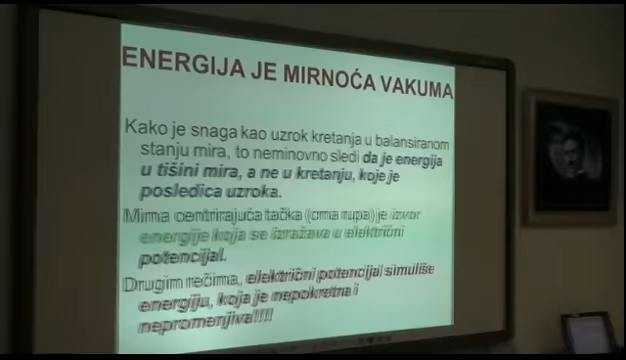 ENERGIJA JE MIRNOĆA VAKUMA
Kako je snaga kao uzrok kretanja u balansiranom
stanju mira, to neminovno sledi da je energija
u tišini mira, a ne u kretanju, koje je
posledica uzroka.
Mirna centrirajuća tačka (crna rupa) je izvor
energije koja se izražava u električni
potencijal.
Drugim rečima, električni potencijal simuliše
energiju, koja je nepokretna i
nepromenjiva!!!!